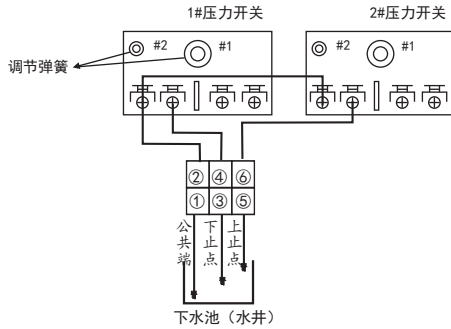 1#压力开关 2#压力开关
#2 #1 #2 #1
调节弹簧
② ④ ⑥
① ③ ⑤
公共端
下止点
上止点
下水池（水井）